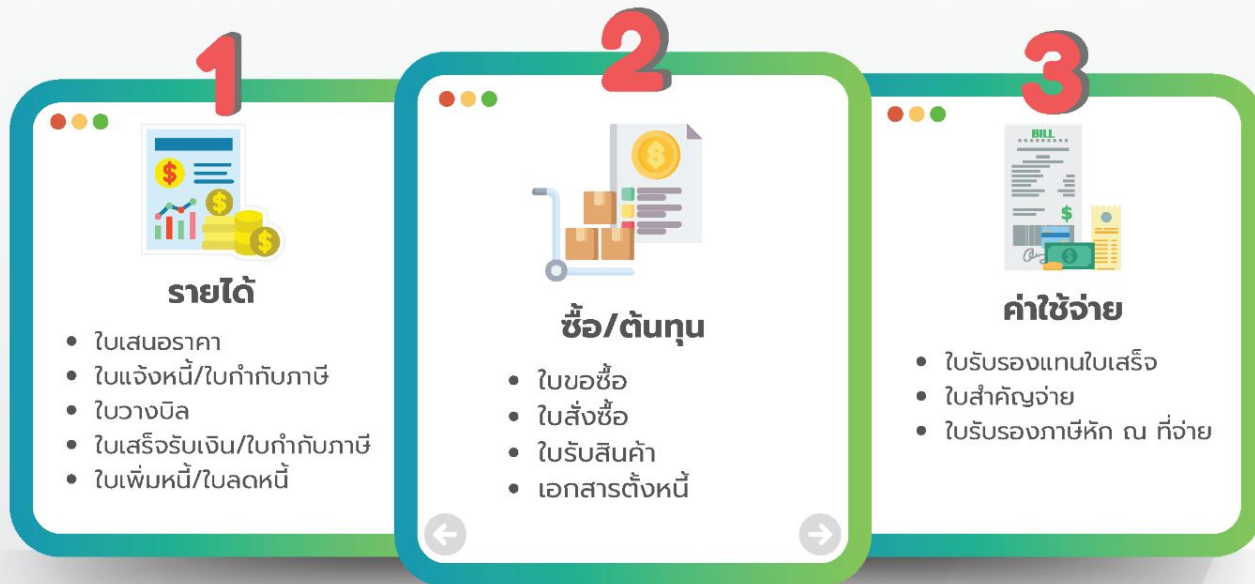 1
รายได้
ใบเสนอราคา
ใบแจ้งหนี้/ใบกำกับภาษี
ใบวางบิล
ใบเสร็จรับเงิน/ใบกำกับภาษี
ใบเพิ่มหนี้/ใบลดหนี้
2
ซื้อ/ต้นทุน
ใบขอซื้อ
ใบสั่งซื้อ
ใบรับสินค้า
เอกสารตั้งหนี้
3
BILL
ค่าใช้จ่าย
ใบรับรองแทนใบเสร็จ
ใบสำคัญจ่าย
ใบรับรองภาษีหัก ณ ที่จ่าย